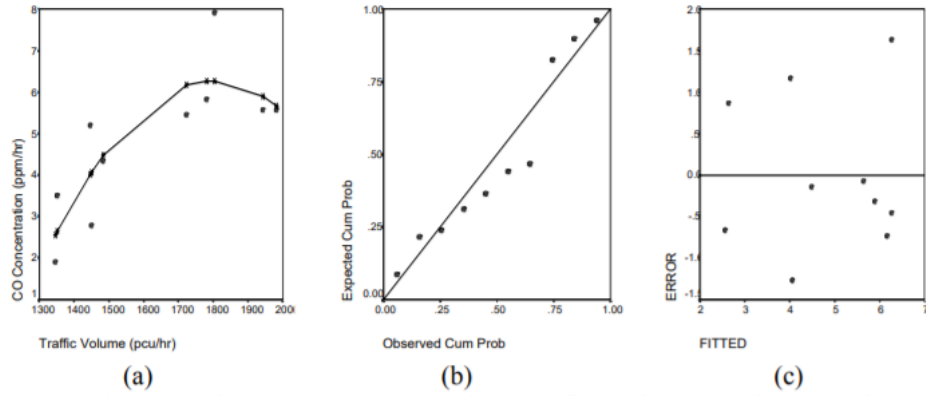 CO Concentration (ppm/hr)
8
7
6
5
4
3
2
1
1300 1400 1500 1600 1700 1800 1900
Traffic Volume (pcu/hr)
(a)
Expected Cum Prob
1.00
.75
.50
.25
0.00
.00 .25 .50 .75 1.00
Observed Cum Prob
(b)
ERROR
2.0
1.5
1.0
.5
0.0
-.5
-1.0
-1.5
2 3 4 5 6 7
FITTED
(c)